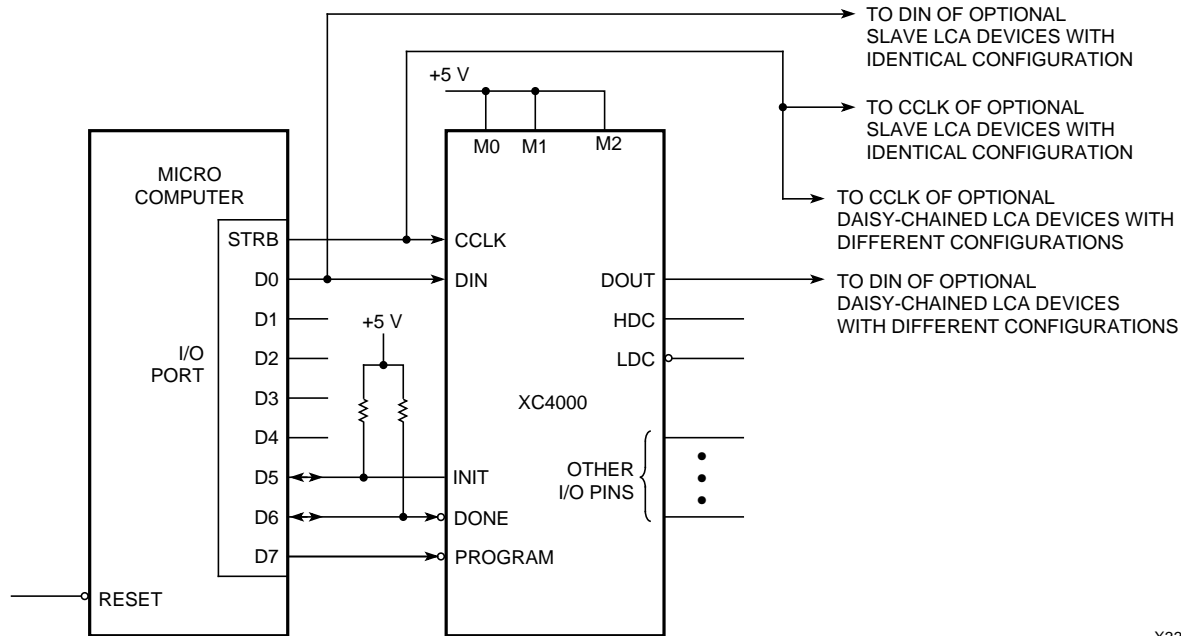 TO DIN OF OPTIONAL
SLAVE LCA DEVICES WITH
IDENTICAL CONFIGURATION
+5 V
TO CCLK OF OPTIONAL
SLAVE LCA DEVICES WITH
IDENTICAL CONFIGURATION
M0 M1 M2
MICRO
COMPUTER
TO CCLK OF OPTIONAL
DAISY-CHAINED LCA DEVICES WITH
DIFFERENT CONFIGURATIONS
STRB
CCLK
D0
DIN
DOUT
TO DIN OF OPTIONAL
DAISY-CHAINED LCA DEVICES
WITH DIFFERENT CONFIGURATIONS
D1
+5 V
HDC
I/O
PORT
D2
LDC
D3
XC4000
D4
D5
INIT
OTHER
I/O PINS
D6
DONE
D7
PROGRAM
RESET